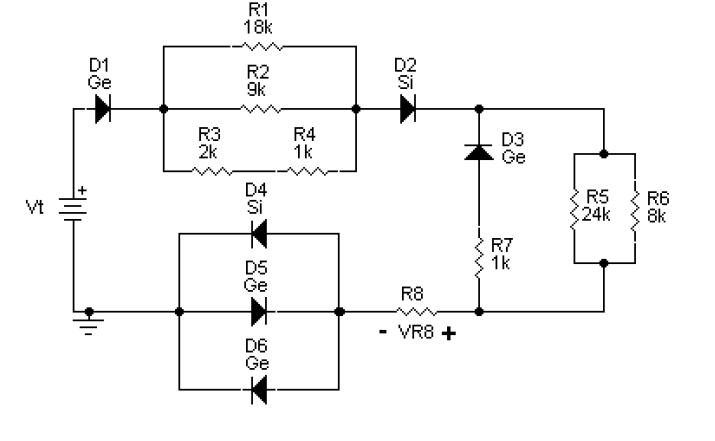 R1
18k
D1
Ge
R2
9k
D2
Si
R3
2k
R4
1k
D3
Ge
Vt
+
D4
Si
R5
24k
R6
8k
R7
1k
D5
Ge
R8
- VR8 +
D6
Ge